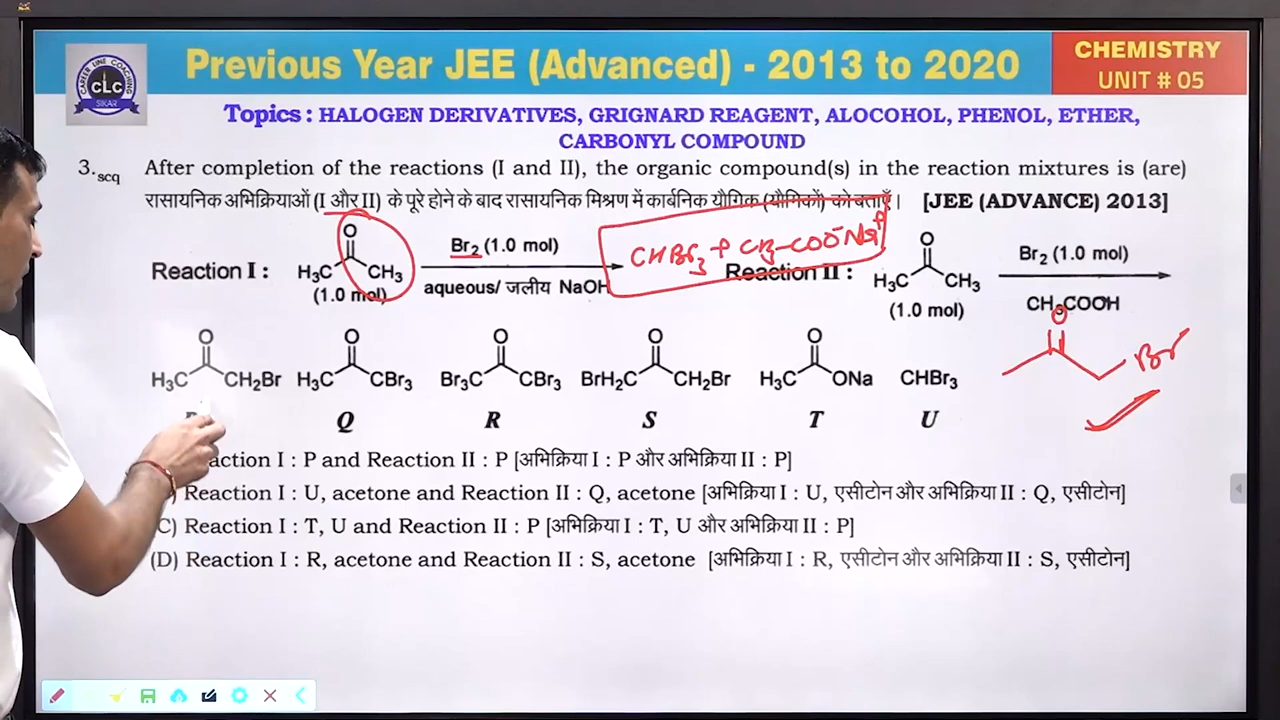 Previous Year JEE (Advanced) - 2013 to 2020
CHEMISTRY
UNIT # 05
CAREER LINE COACHING
CLC
SIKAR
Topics : HALOGEN DERIVATIVES, GRIGNARD REAGENT, ALOCOHOL, PHENOL, ETHER,
CARBONYL COMPOUND
3.scq After completion of the reactions (I and II), the organic compound(s) in the reaction mixtures is (are)
रासायनिक अभिक्रियाओं (I और II) के पूरे होने के बाद रासायनिक मिश्रण में कार्बनिक यौगिक (यौगिकों) को बताएँ। [JEE (ADVANCE) 2013]
Reaction I : O H₃C CH₃ (1.0 mol) Br₂ (1.0 mol) aqueous/ जलीय NaOH
CHBr₃ + CH₃-COONa
Reaction II : O H₃C CH₃ (1.0 mol) Br₂ (1.0 mol) CH₃COOH
O Br
O H₃C CH₂Br
O H₃C CBr₃ Q
O Br₃C CBr₃ R
O BrH₂C CH₂Br S
O H₃C ONa T
CHBr₃ U
Reaction I : P and Reaction II : P [अभिक्रिया I : P और अभिक्रिया II : P]
Reaction I : U, acetone and Reaction II : Q, acetone [अभिक्रिया I : U, एसीटोन और अभिक्रिया II : Q, एसीटोन]
(C) Reaction I : T, U and Reaction II : P [अभिक्रिया I : T, U और अभिक्रिया II : P]
(D) Reaction I : R, acetone and Reaction II : S, acetone [अभिक्रिया I : R, एसीटोन और अभिक्रिया II : S, एसीटोन]